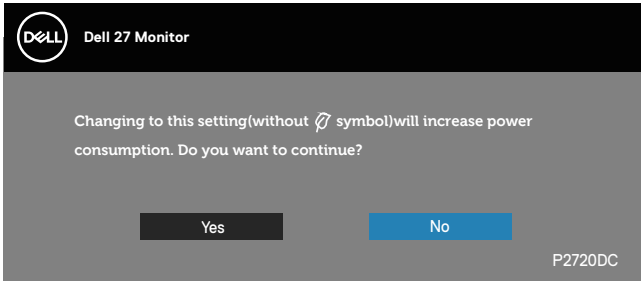 DELL
Dell 27 Monitor
Changing to this setting(without symbol)will increase power
consumption. Do you want to continue?
Yes No
P2720DC